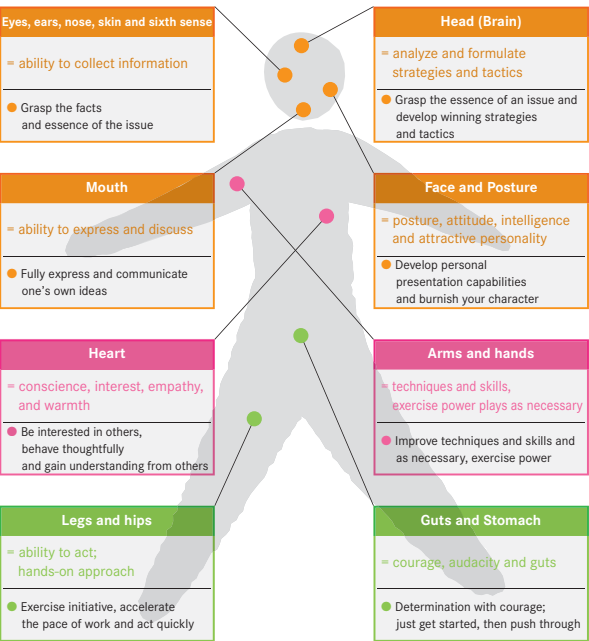 Eyes, ears, nose, skin and sixth sense
= ability to collect information
Grasp the facts
and essence of the issue
Head (Brain)
= analyze and formulate
strategies and tactics
Grasp the essence of an issue and
develop winning strategies
and tactics
Mouth
= ability to express and discuss
Fully express and communicate
one's own ideas
Face and Posture
= posture, attitude, intelligence
and attractive personality
Develop personal
presentation capabilities
and burnish your character
Heart
= conscience, interest, empathy,
and warmth
Be interested in others,
behave thoughtfully
and gain understanding from others
Arms and hands
= techniques and skills,
exercise power plays as necessary
Improve techniques and skills and
as necessary, exercise power
Legs and hips
= ability to act;
hands-on approach
Exercise initiative, accelerate
the pace of work and act quickly
Guts and Stomach
= courage, audacity and guts
Determination with courage;
just get started, then push through